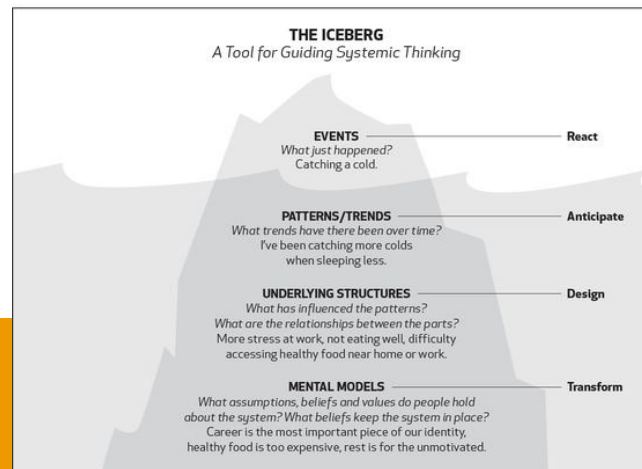 THE ICEBERG
A Tool for Guiding Systemic Thinking
EVENTS
React
What just happened?
Catching a cold.
PATTERNS/TRENDS
Anticipate
What trends have there been over time?
I've been catching more colds
when sleeping less.
UNDERLYING STRUCTURES
Design
What has influenced the patterns?
What are the relationships between the parts?
More stress at work, not eating well, difficulty
accessing healthy food near home or work.
MENTAL MODELS
Transform
What assumptions, beliefs and values do people hold
about the system? What beliefs keep the system in place?
Career is the most important piece of our identity,
healthy food is too expensive, rest is for the unmotivated.